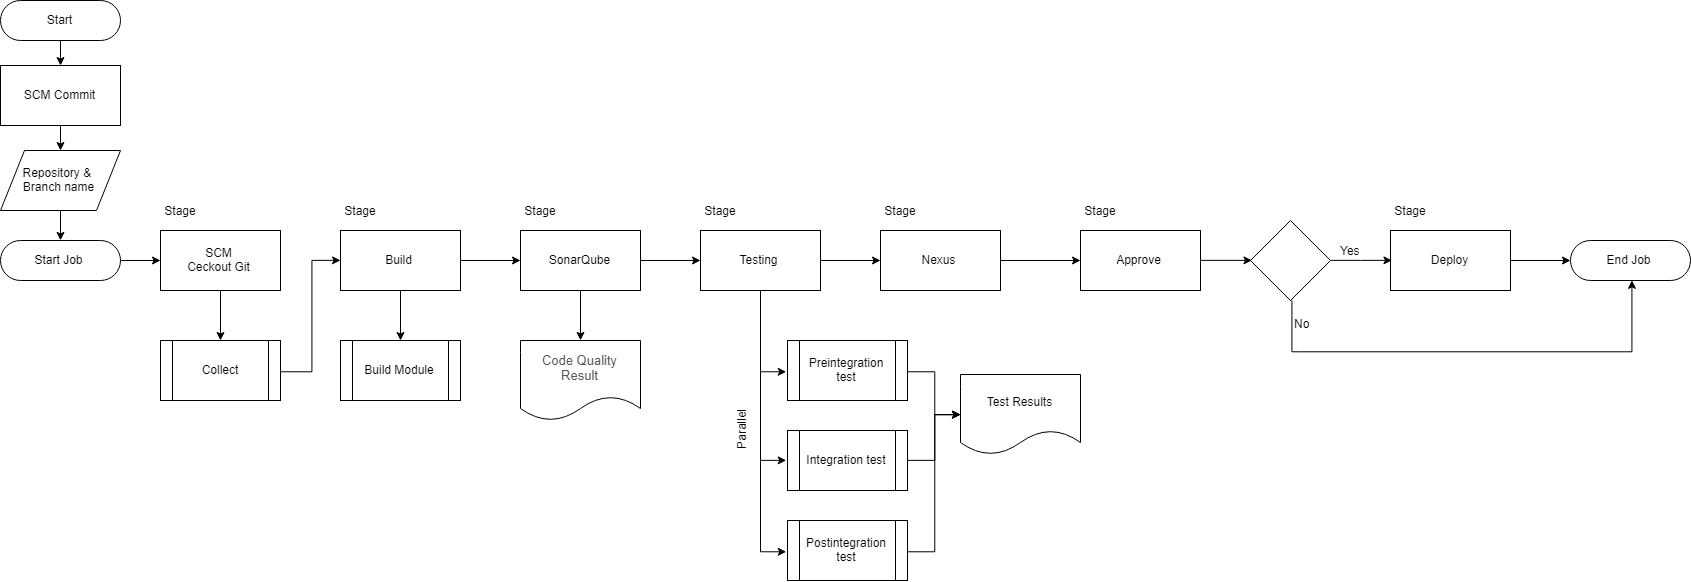 Start
SCM Commit
Repository &
Branch name
Start Job
Stage
SCM
Ceckout Git
Collect
Stage
Build
Build Module
Stage
SonarQube
Code Quality
Result
Stage
Testing
Parallel
Preintegration
test
Integration test
Postintegration
test
Test Results
Stage
Nexus
Stage
Approve
Yes
No
Stage
Deploy
End Job